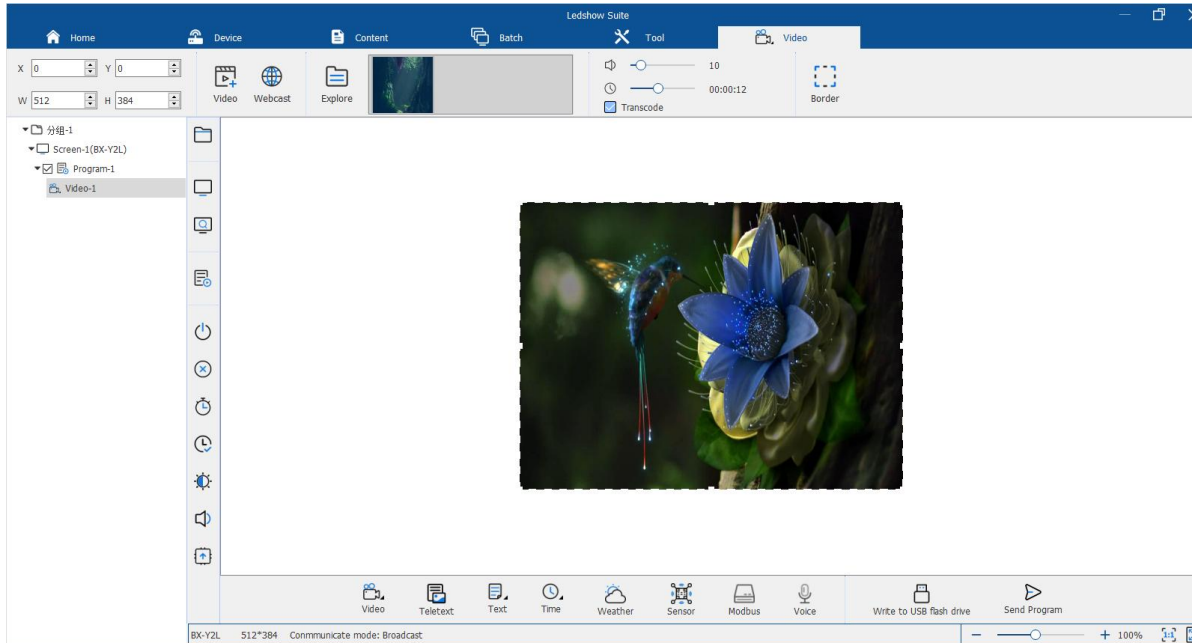 Ledshow Suite
Home Device Content Batch Tool Video
X 0 Y 0
W 512 H 384
Video Webcast Explore
10
00:00:12
Transcode
Border
分组-1
Screen-1(BX-Y2L)
Program-1
Video-1
Video Teletext Text Time Weather Sensor Modbus Voice Write to USB flash drive Send Program
BX-Y2L 512*384 Conmmunicate mode: Broadcast
100% 1:1